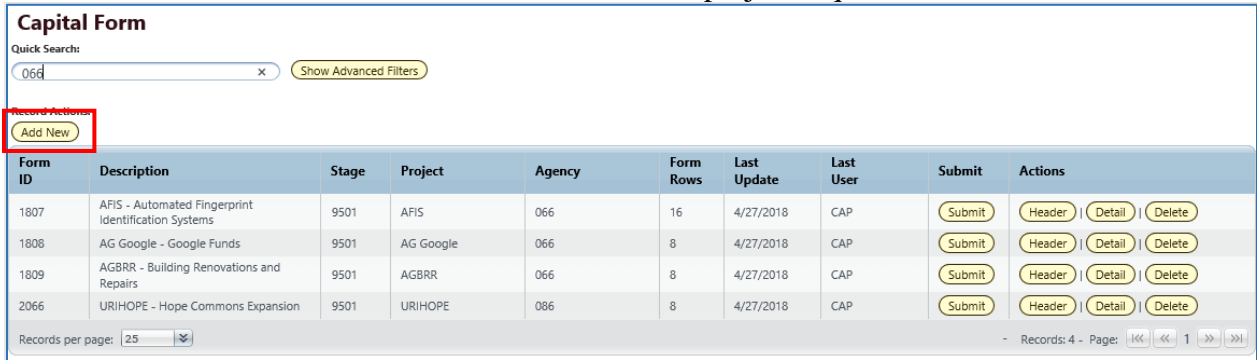 Capital Form
Quick Search:
066 × Show Advanced Filters
Record Actions:
Add New
Form ID Description Stage Project Agency Form Rows Last Update Last User Submit Actions
1807 AFIS - Automated Fingerprint Identification Systems 9501 AFIS 066 16 4/27/2018 CAP Submit Header | Detail | Delete
1808 AG Google - Google Funds 9501 AG Google 066 8 4/27/2018 CAP Submit Header | Detail | Delete
1809 AGBRR - Building Renovations and Repairs 9501 AGBRR 066 8 4/27/2018 CAP Submit Header | Detail | Delete
2066 URIHOPE - Hope Commons Expansion 9501 URIHOPE 086 8 4/27/2018 CAP Submit Header | Detail | Delete
Records per page: 25 - Records: 4 - Page: 1